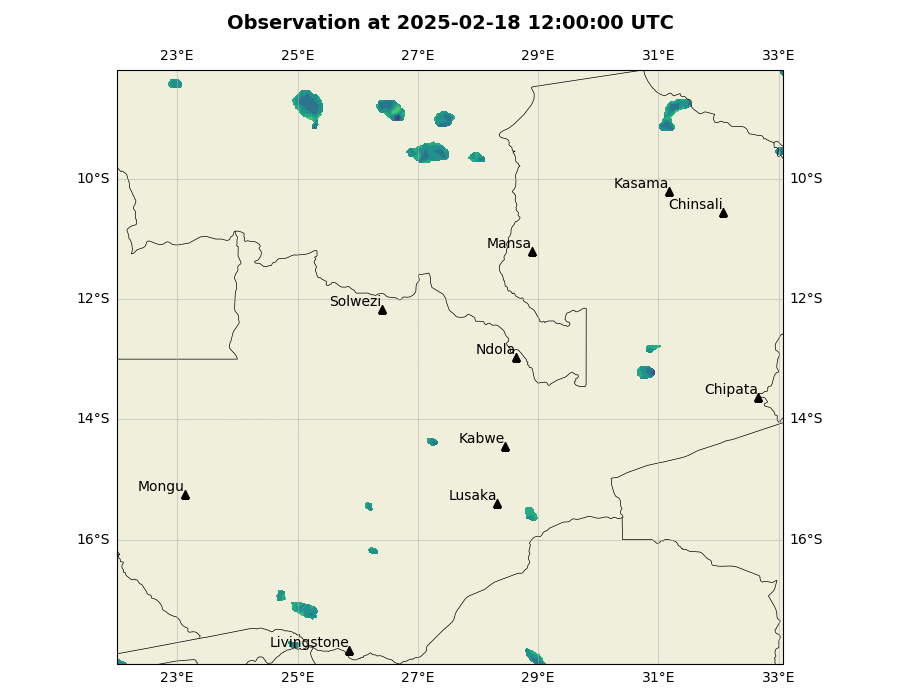 Observation at 2025-02-18 12:00:00 UTC
23°E 25°E 27°E 29°E 31°E 33°E
10°S 10°S
Kasama
Chinsali
Mansa
12°S 12°S
Solwezi
Ndola
Chipata
14°S 14°S
Kabwe
Mongu
Lusaka
16°S 16°S
Livingstone
23°E 25°E 27°E 29°E 31°E 33°E